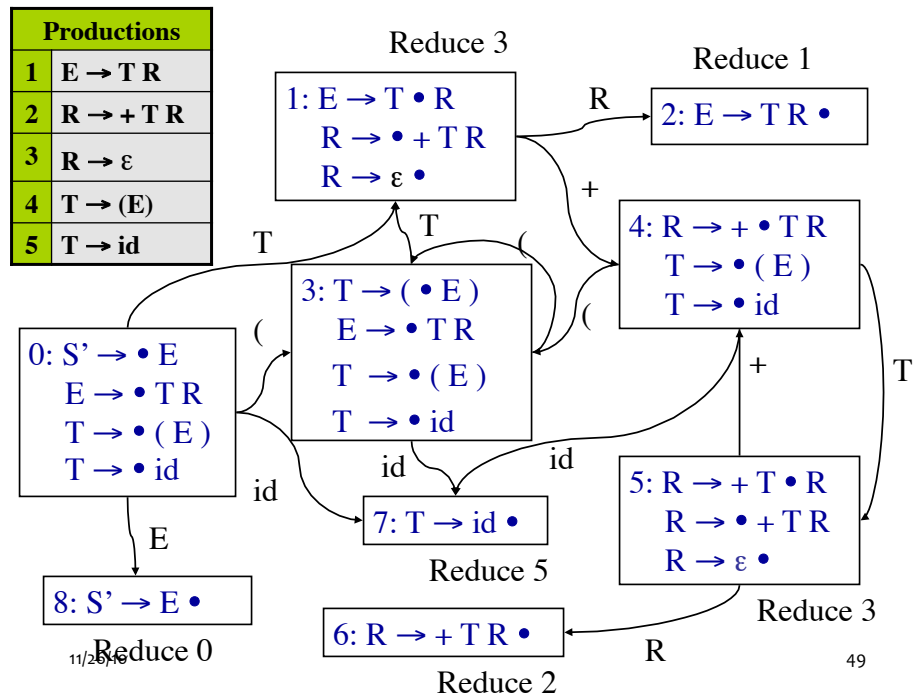 Productions
1 E → T R
2 R → + T R
3 R → ε
4 T → (E)
5 T → id
Reduce 3
1: E → T • R
R → • + T R
R → ε •
Reduce 1
R
2: E → T R •
+
T
T
(
(
4: R → + • T R
T → • ( E )
T → • id
3: T → ( • E )
E → • T R
T → • ( E )
T → • id
(
0: S’ → • E
E → • T R
T → • ( E )
T → • id
+
T
id
id
id
5: R → + T • R
R → • + T R
R → ε •
7: T → id •
E
Reduce 5
8: S’ → E •
Reduce 3
Reduce 0
6: R → + T R •
R
Reduce 2
49